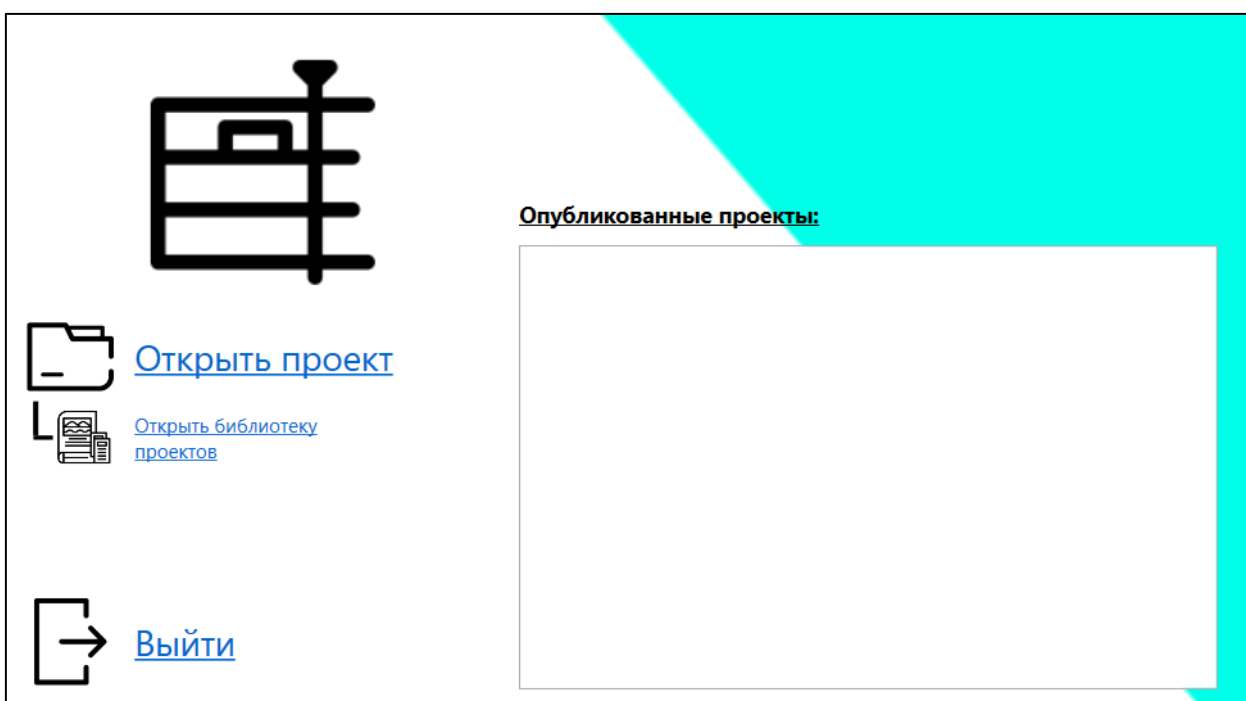 Опубликованные проекты:
Открыть проект
Открыть библиотеку
проектов
Выйти